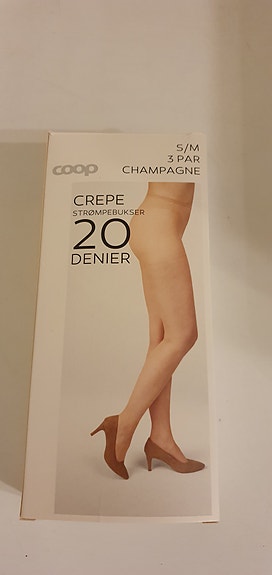 S/M
3 PAR
CHAMPAGNE
coop
CREPE
STRØMPEBUKSER
20
DENIER